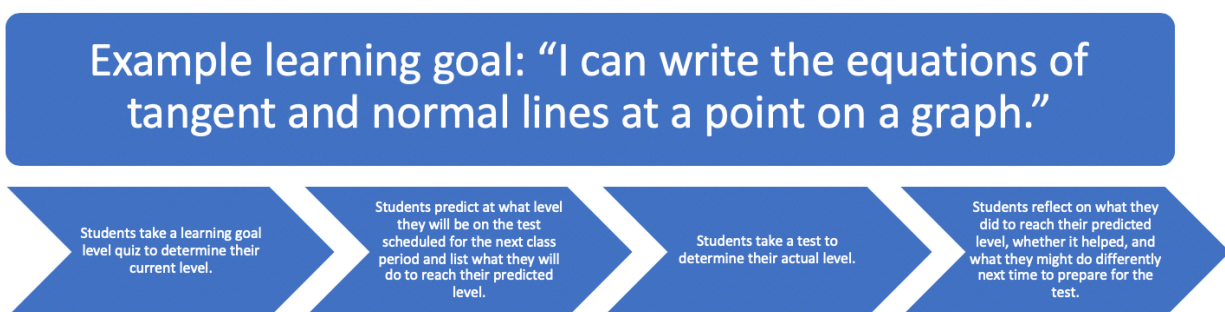 Example learning goal: “I can write the equations of
tangent and normal lines at a point on a graph.”
Students take a learning goal
level quiz to determine their
current level.
Students predict at what level
they will be on the test
scheduled for the next class
period and list what they will
do to reach their predicted
level.
Students take a test to
determine their actual level.
Students reflect on what they
did to reach their predicted
level, whether it helped, and
what they might do differently
next time to prepare for the
test.